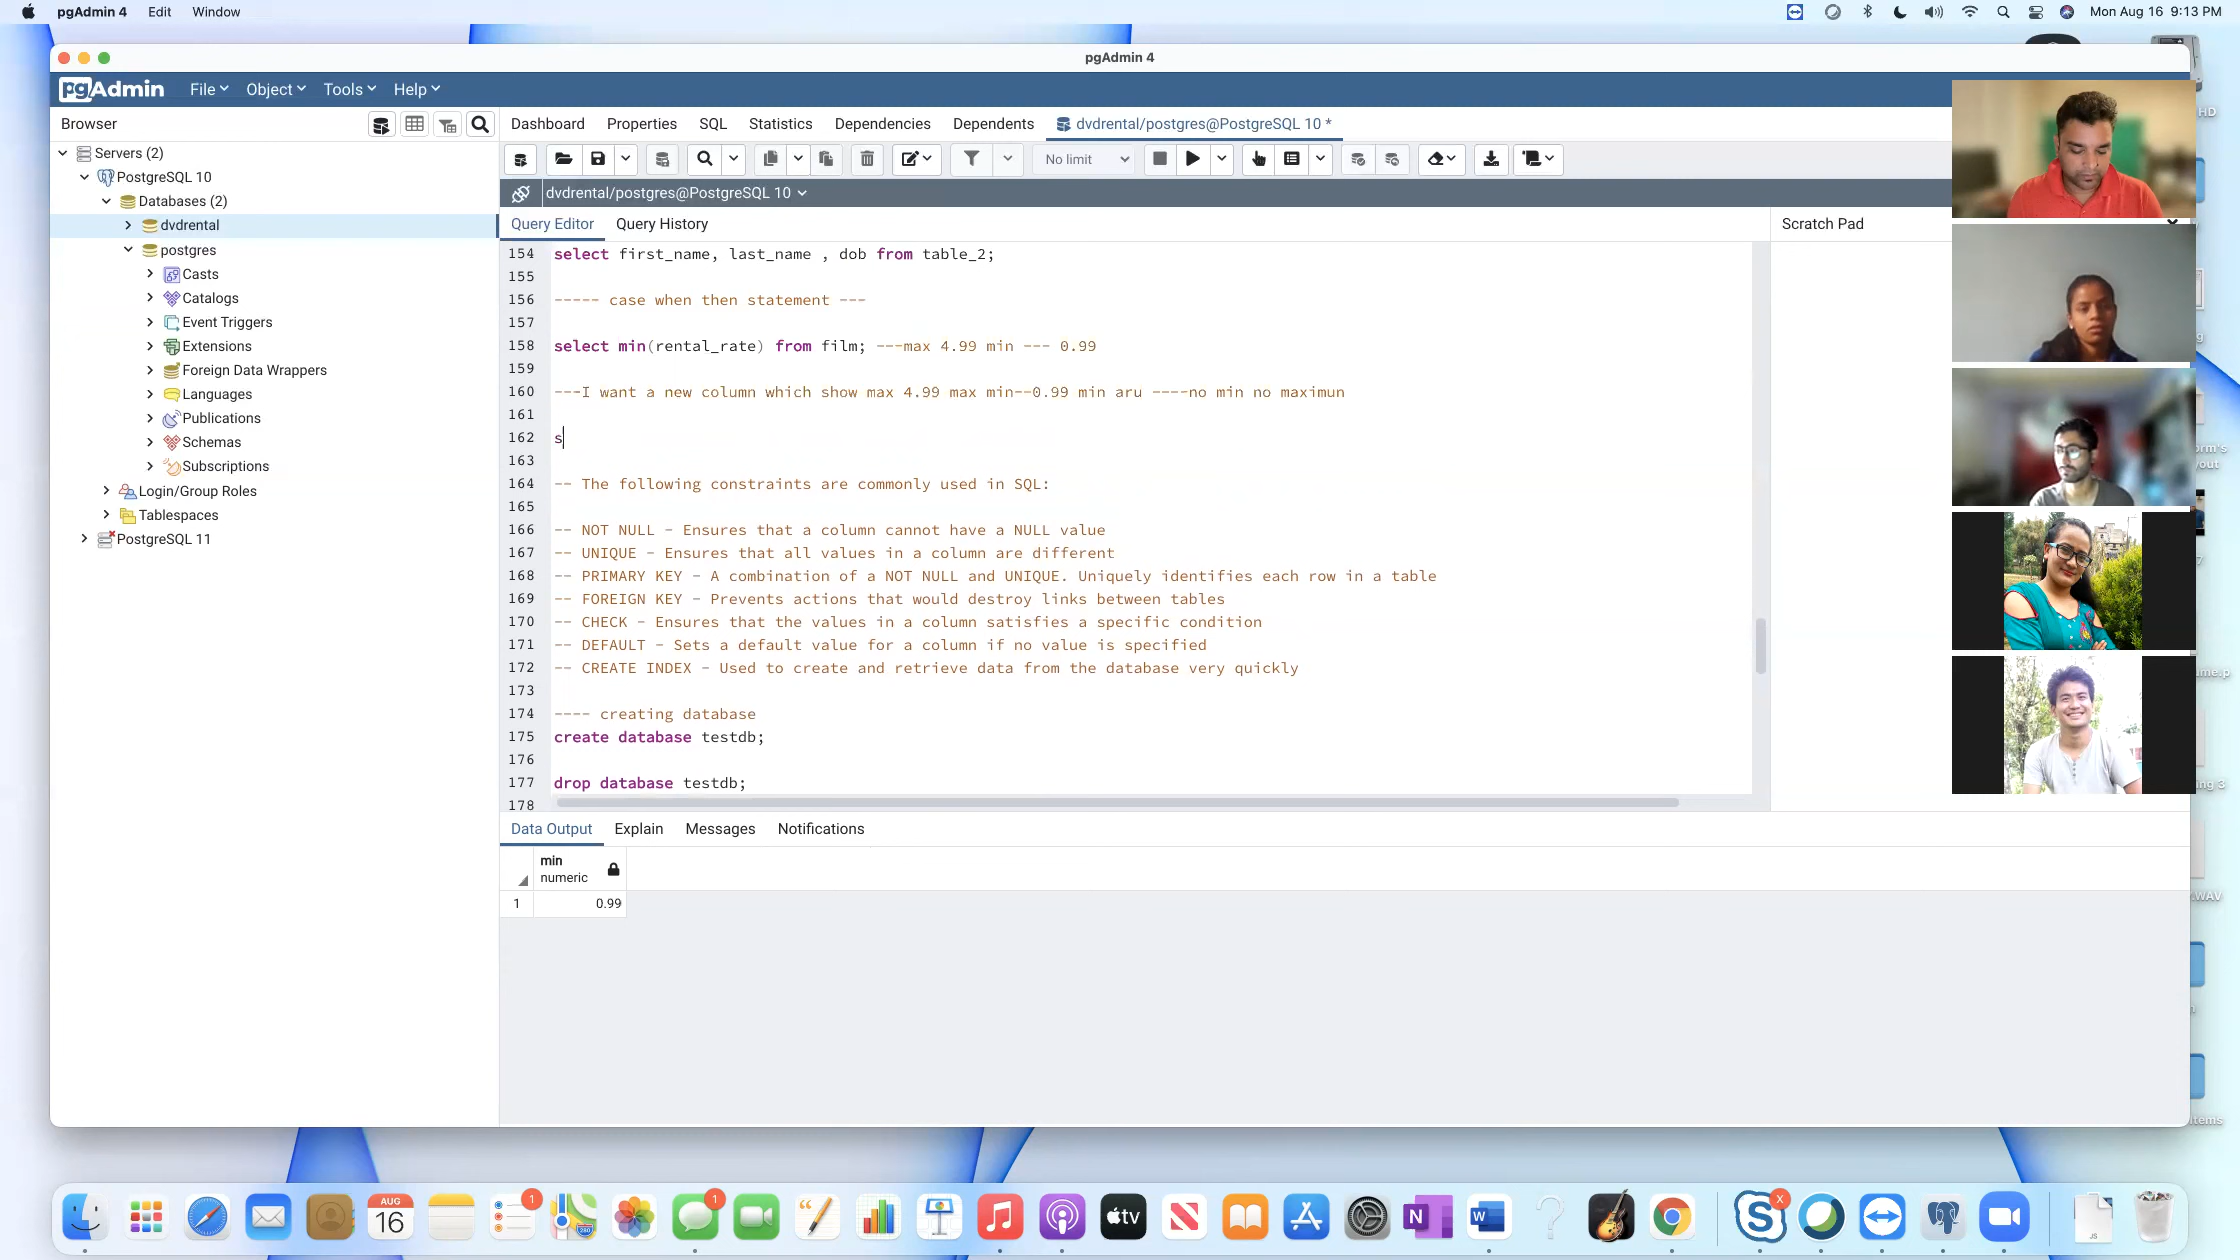 pgAdmin 4 Edit Window Mon Aug 16 9:13 PM
pgAdmin 4
pgAdmin File Object Tools Help
Browser
Dashboard Properties SQL Statistics Dependencies Dependents dvdrental/postgres@PostgreSQL 10 *
No limit
dvdrental/postgres@PostgreSQL 10
Query Editor Query History
Scratch Pad
Servers (2)
PostgreSQL 10
Databases (2)
dvdrental
postgres
Casts
Catalogs
Event Triggers
Extensions
Foreign Data Wrappers
Languages
Publications
Schemas
Subscriptions
Login/Group Roles
Tablespaces
PostgreSQL 11
154 select first_name, last_name , dob from table_2;
155
156 ----- case when then statement ---
157
158 select min(rental_rate) from film; ---max 4.99 min --- 0.99
159
160 ---I want a new column which show max 4.99 max min--0.99 min aru ----no min no maximun
161
162 s
163
164 -- The following constraints are commonly used in SQL:
165
166 -- NOT NULL - Ensures that a column cannot have a NULL value
167 -- UNIQUE - Ensures that all values in a column are different
168 -- PRIMARY KEY - A combination of a NOT NULL and UNIQUE. Uniquely identifies each row in a table
169 -- FOREIGN KEY - Prevents actions that would destroy links between tables
170 -- CHECK - Ensures that the values in a column satisfies a specific condition
171 -- DEFAULT - Sets a default value for a column if no value is specified
172 -- CREATE INDEX - Used to create and retrieve data from the database very quickly
173
174 ---- creating database
175 create database testdb;
176
177 drop database testdb;
178
Data Output Explain Messages Notifications
min
numeric
1 0.99
HD
orm's
yout
ume.p
ing 3
.WAV
items
AUG
16
1
1
tv
N
W
S
X
JS